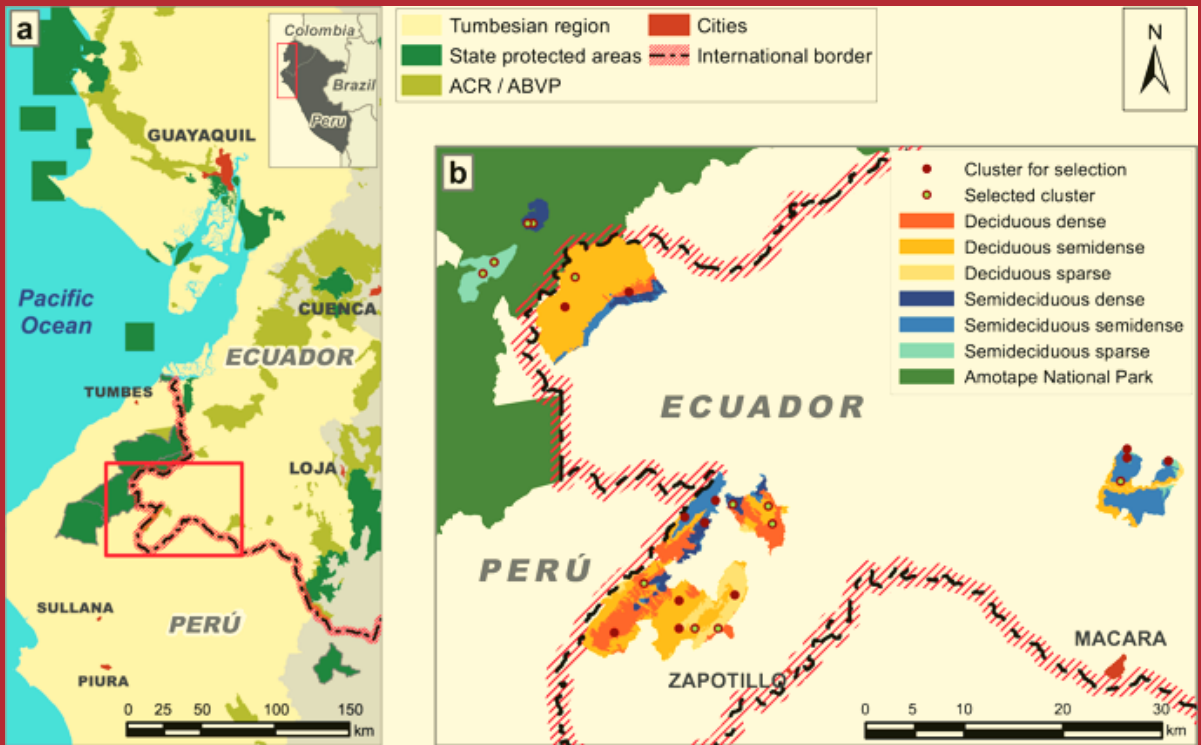 a
Colombia
Brazil
Peru
GUAYAQUIL
Pacific
Ocean
CUENCA
ECUADOR
TUMBES
LOJA
SULLANA
PERÚ
PIURA
0 25 50 100 150
km
Tumbesian region
State protected areas
ACR / ABVP
Cities
International border
N
b
Cluster for selection
Selected cluster
Deciduous dense
Deciduous semidense
Deciduous sparse
Semideciduous dense
Semideciduous semidense
Semideciduous sparse
Amotape National Park
ECUADOR
PERÚ
ZAPOTILLO
MACARA
0 5 10 20 30
km